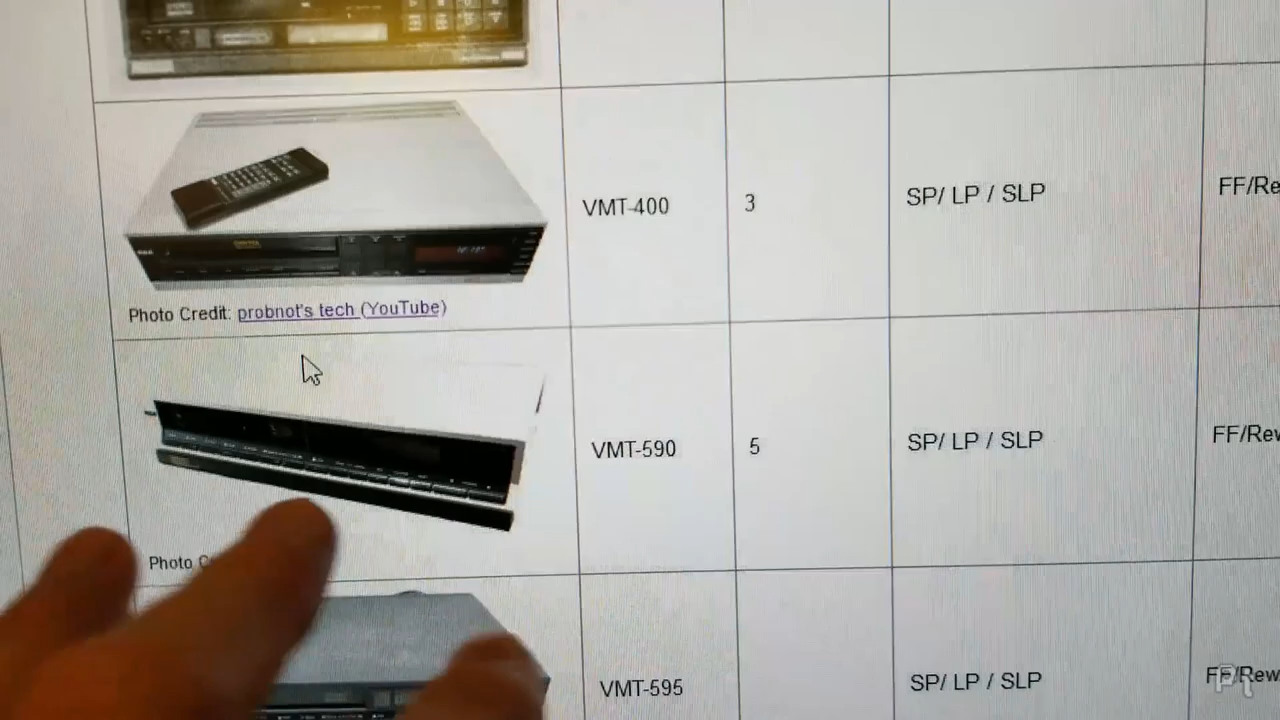 VMT-400 3 SP/ LP / SLP FF/Re
Photo Credit: probnot's tech (YouTube)
VMT-590 5 SP/ LP / SLP FF/Rew
Photo C
VMT-595 SP/ LP / SLP FF/Rew